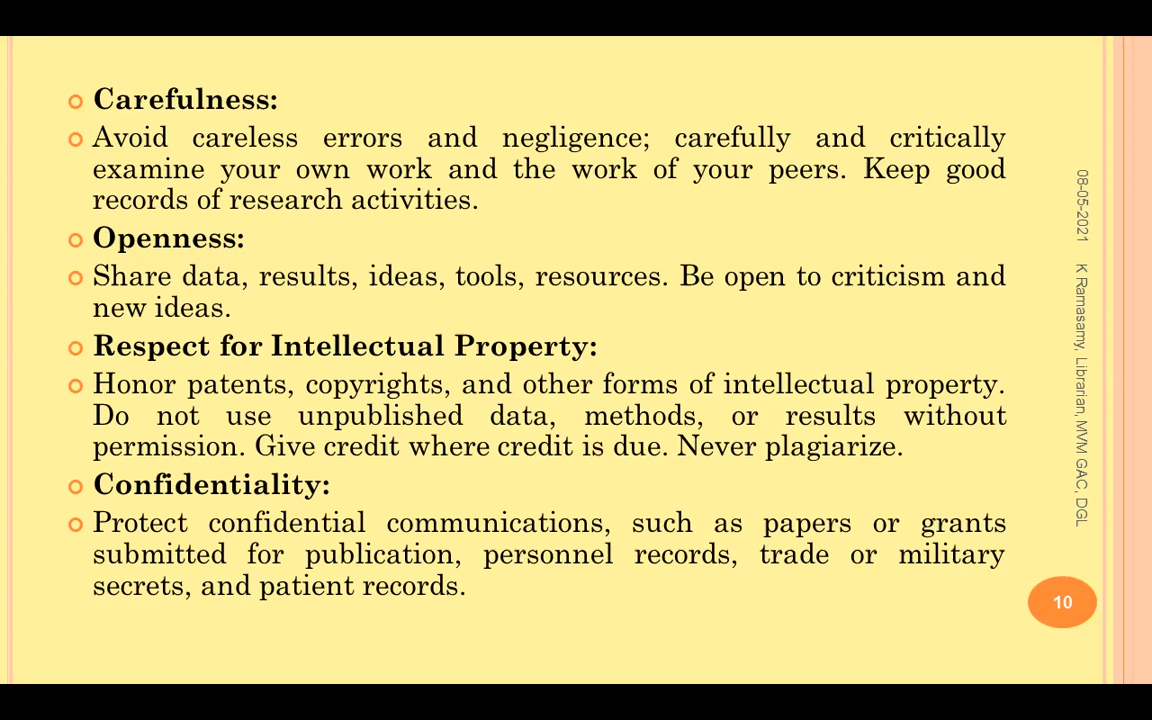 Carefulness:
Avoid careless errors and negligence; carefully and critically
examine your own work and the work of your peers. Keep good
records of research activities.
Openness:
Share data, results, ideas, tools, resources. Be open to criticism and
new ideas.
Respect for Intellectual Property:
Honor patents, copyrights, and other forms of intellectual property.
Do not use unpublished data, methods, or results without
permission. Give credit where credit is due. Never plagiarize.
Confidentiality:
Protect confidential communications, such as papers or grants
submitted for publication, personnel records, trade or military
secrets, and patient records.
08-05-2021 K Ramasamy, Librarian, MVM GAC, DGL
10